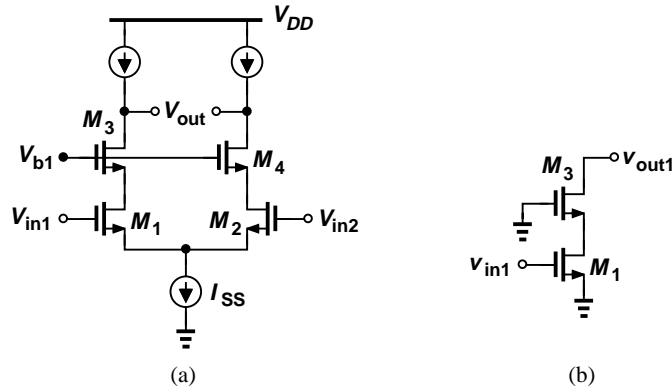 V_DD
M_3
V_out
V_b1
M_4
V_in1
M_1
M_2
V_in2
I_SS
(a)
M_3
v_out1
v_in1
M_1
(b)